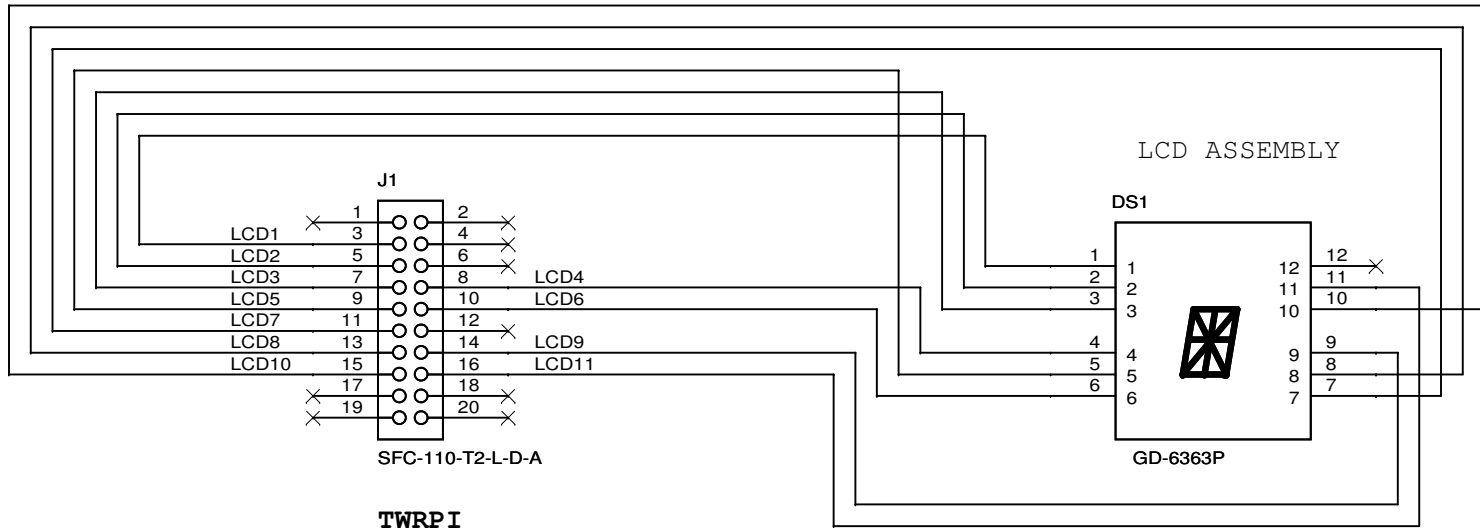 LCD ASSEMBLY
J1
DS1
1 2
LCD1 3 4
LCD2 5 6
LCD3 7 8 LCD4
LCD5 9 10 LCD6
LCD7 11 12
LCD8 13 14 LCD9
LCD10 15 16 LCD11
17 18
19 20
1 1 12 12
2 2 11 11
3 3 10 10
4 4 9 9
5 5 8 8
6 6 7 7
SFC-110-T2-L-D-A
GD-6363P
TWRPI